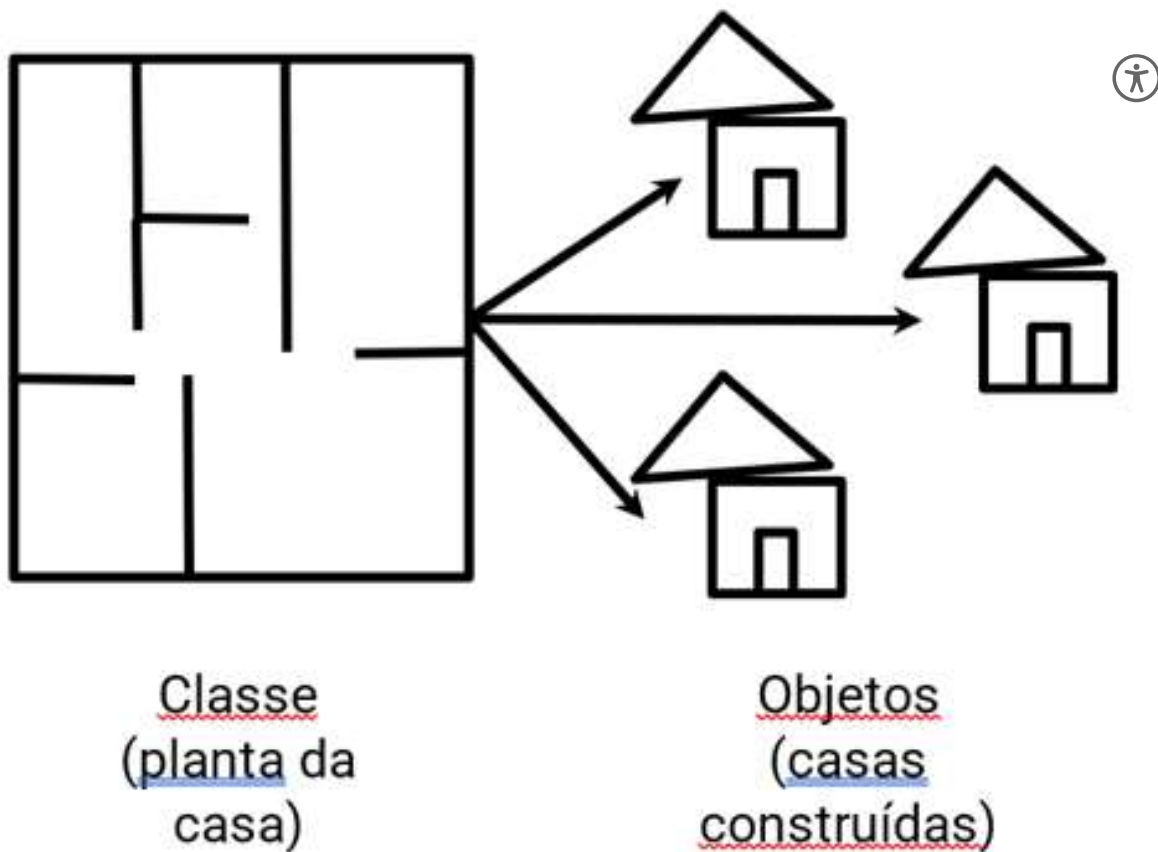 Classe
(planta da
casa)
Objetos
(casas
construídas)